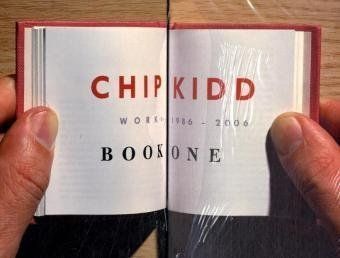 CHIP KIDD
WORK: 1986 - 2006
BOOK ONE